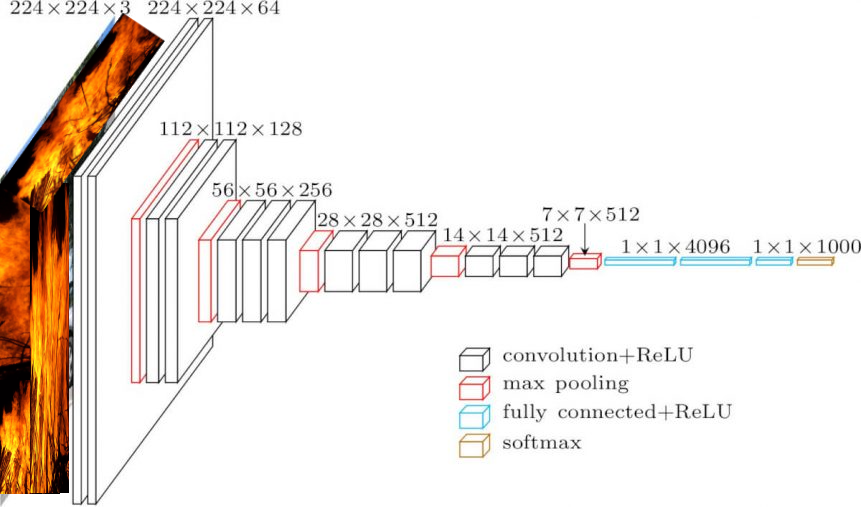 224×224×3
224×224×64
112×112×128
56×56×256
28×28×512
14×14×512
7×7×512
1×1×4096
1×1×1000
convolution+ReLU
max pooling
fully connected+ReLU
softmax